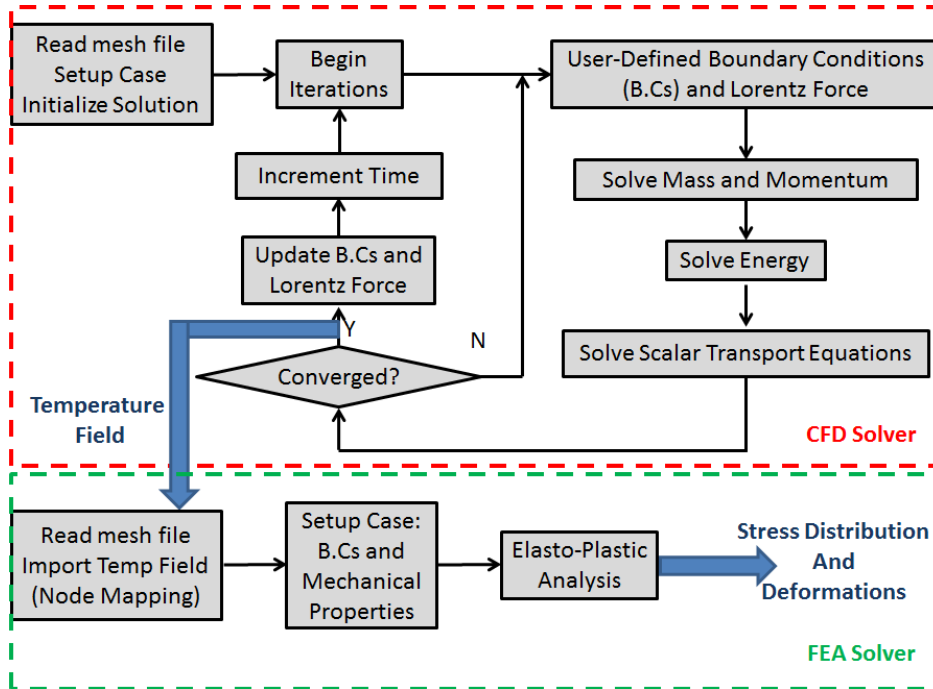 Read mesh file
Setup Case
Initialize Solution
Begin
Iterations
User-Defined Boundary Conditions
(B.Cs) and Lorentz Force
Increment Time
Solve Mass and Momentum
Update B.Cs and
Lorentz Force
Solve Energy
Y
N
Solve Scalar Transport Equations
Converged?
Temperature
Field
CFD Solver
Read mesh file
Import Temp Field
(Node Mapping)
Setup Case:
B.Cs and
Mechanical
Properties
Elasto-Plastic
Analysis
Stress Distribution
And
Deformations
FEA Solver